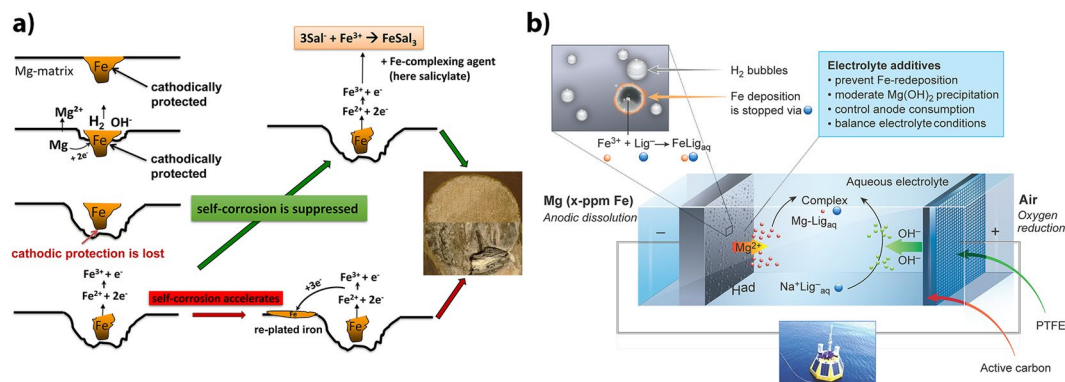 a)
Fe
Mg-matrix
cathodically
protected
Mg²⁺
H₂
OH⁻
Fe
Mg
+ 2e⁻
cathodically
protected
Fe
cathodic protection is lost
Fe³⁺+ e⁻
Fe²⁺+ 2e⁻
Fe
3Sal⁻ + Fe³⁺ → FeSal₃
+ Fe-complexing agent
(here salicylate)
Fe³⁺+ e⁻
Fe²⁺+ 2e⁻
Fe
self-corrosion is suppressed
self-corrosion accelerates
+3e⁻
Fe
re-plated iron
Fe³⁺+ e⁻
Fe²⁺+ 2e⁻
Fe
b)
H₂ bubbles
Fe deposition
is stopped via
Fe³⁺ + Lig⁻ → FeLigaq
Electrolyte additives
• prevent Fe-redeposition
• moderate Mg(OH)₂ precipitation
• control anode consumption
• balance electrolyte conditions
Mg (x-ppm Fe)
Anodic dissolution
Aqueous electrolyte
Complex
Mg-Ligaq
Air
Oxygen
reduction
−
+
Mg²⁺
OH⁻
OH⁻
Had
Na⁺Lig⁻aq
PTFE
Active carbon